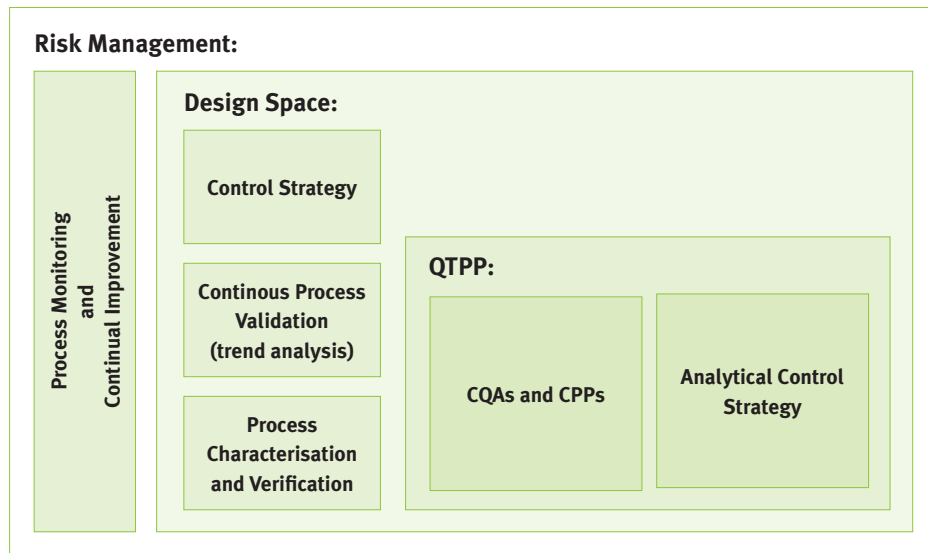 Risk Management:
Process Monitoring
and
Continual Improvement
Design Space:
Control Strategy
Continous Process
Validation
(trend analysis)
Process
Characterisation
and Verification
QTPP:
CQAs and CPPs
Analytical Control
Strategy